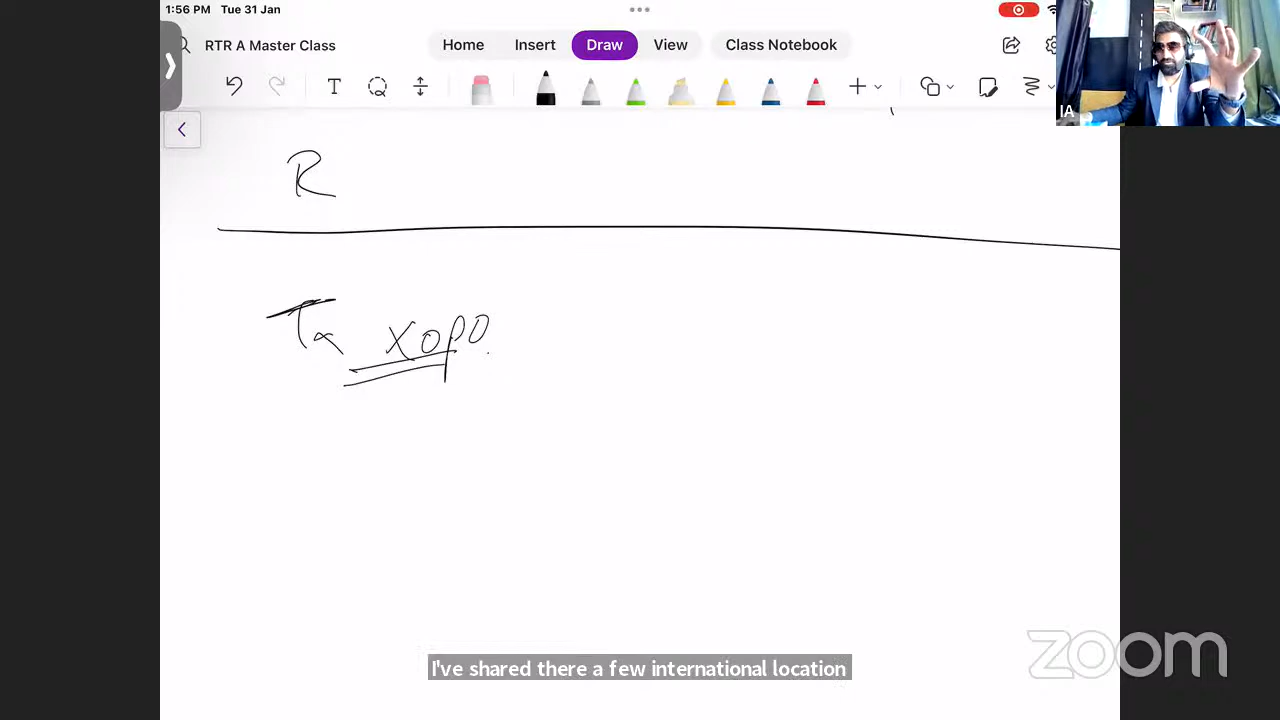 1:56 PM Tue 31 Jan
RTR A Master Class
Home Insert Draw View Class Notebook
T
IA
R
Tx XOPO
I've shared there a few international location
zoom